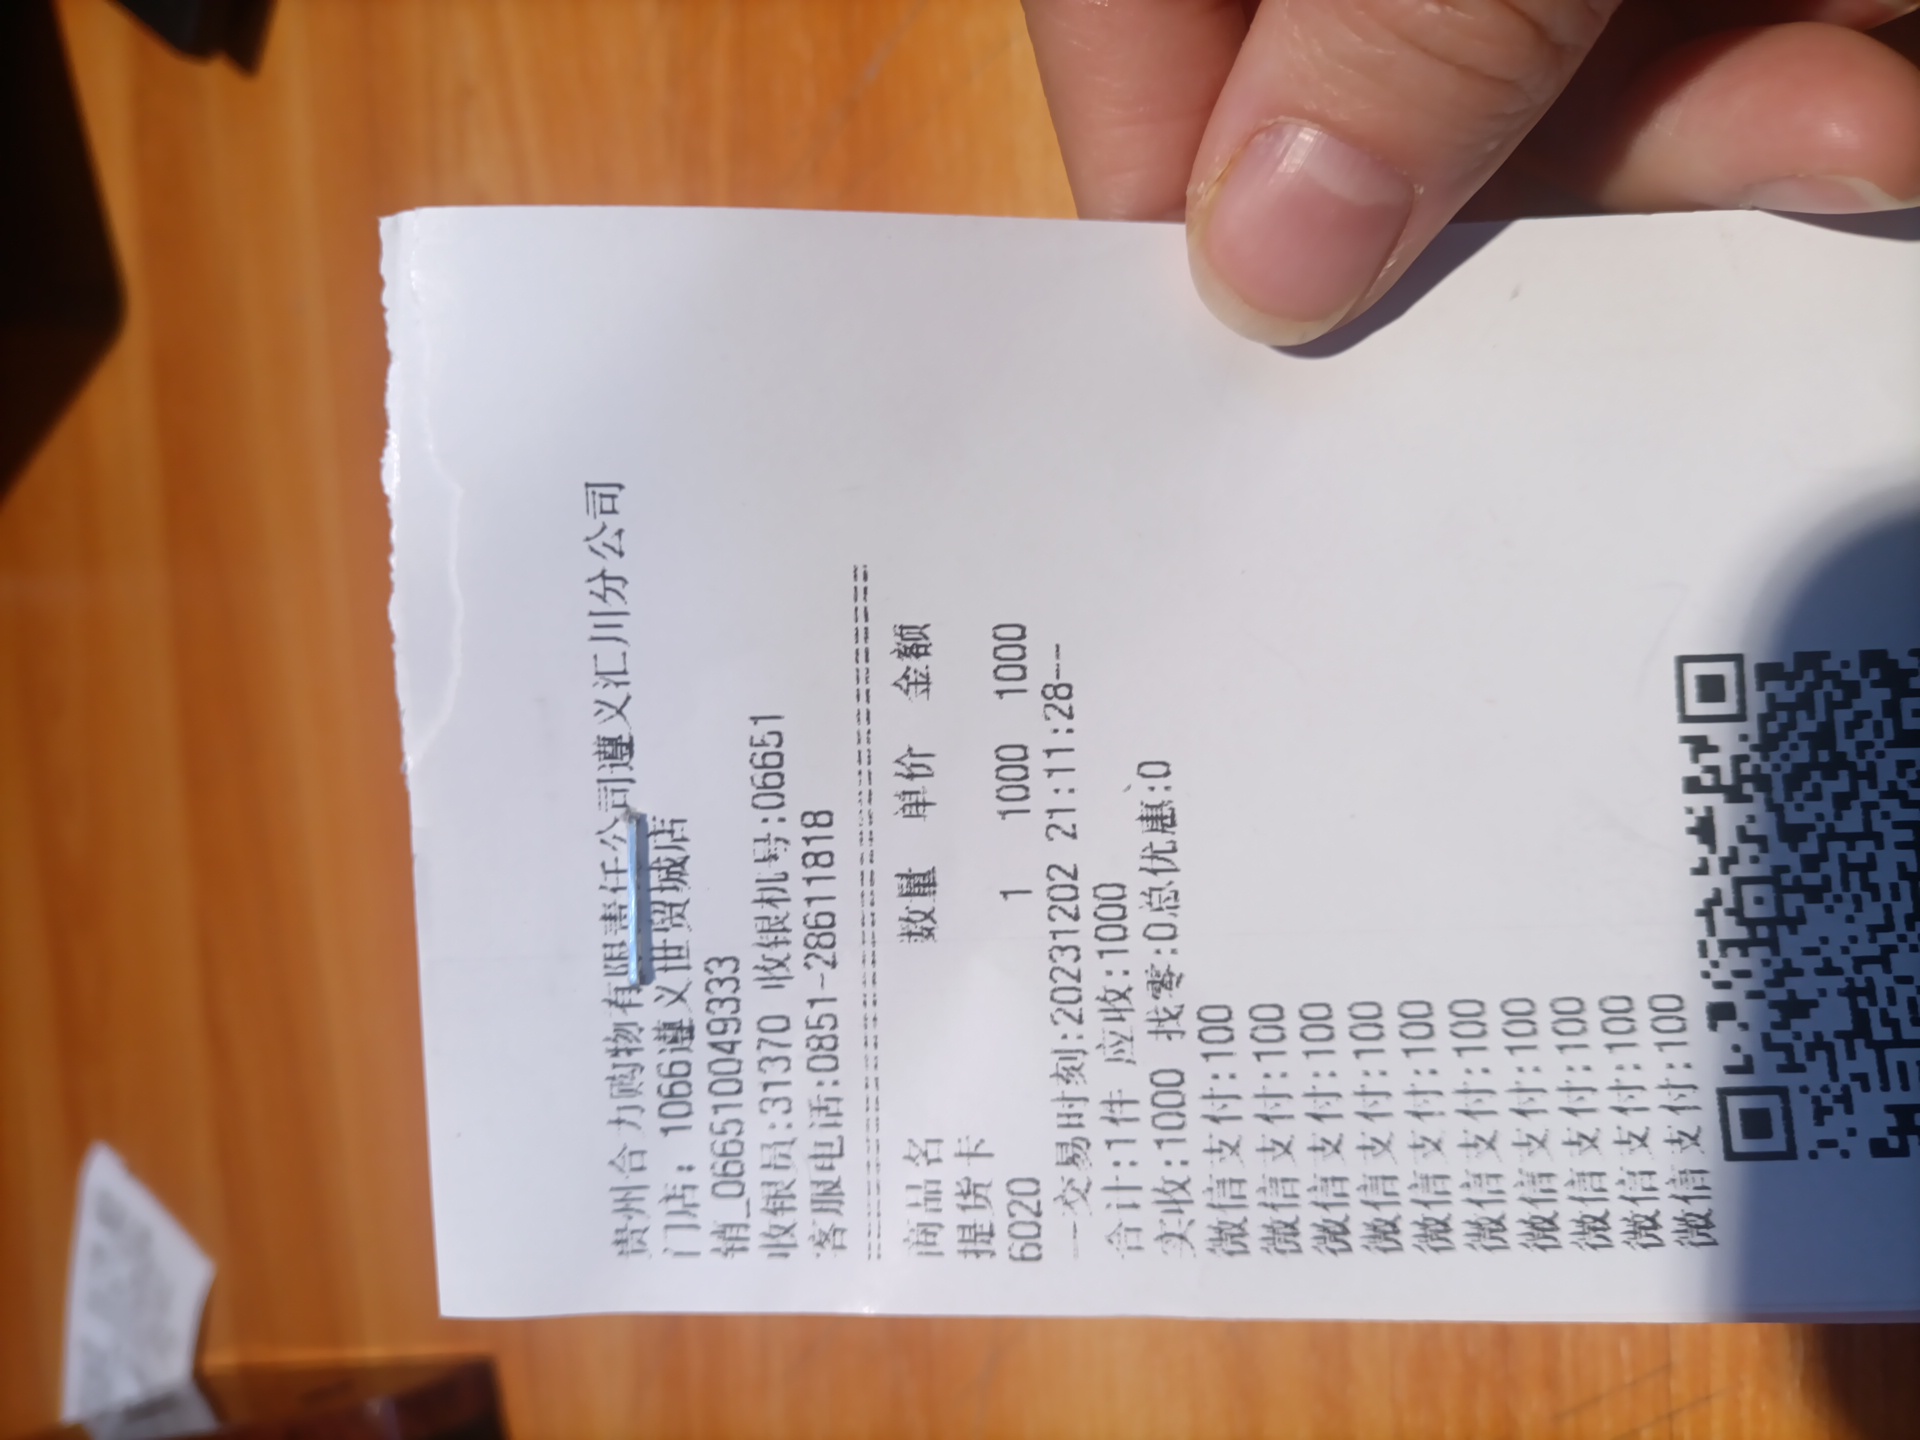 贵州合力购物有限责任公司遵义汇川分公司
门店：1066遵义世贸城店
销_066510049333
收银员:31370 收银机号:06651
客服电话:0851-28611818
商品名 数量 单价 金额
提货卡
6020 1 1000 1000
--交易时刻:20231202 21:11:28--
合计:1件 应收:1000
实收:1000 找零:0总优惠:0
微信支付:100
微信支付:100
微信支付:100
微信支付:100
微信支付:100
微信支付:100
微信支付:100
微信支付:100
微信支付:100
微信支付:100